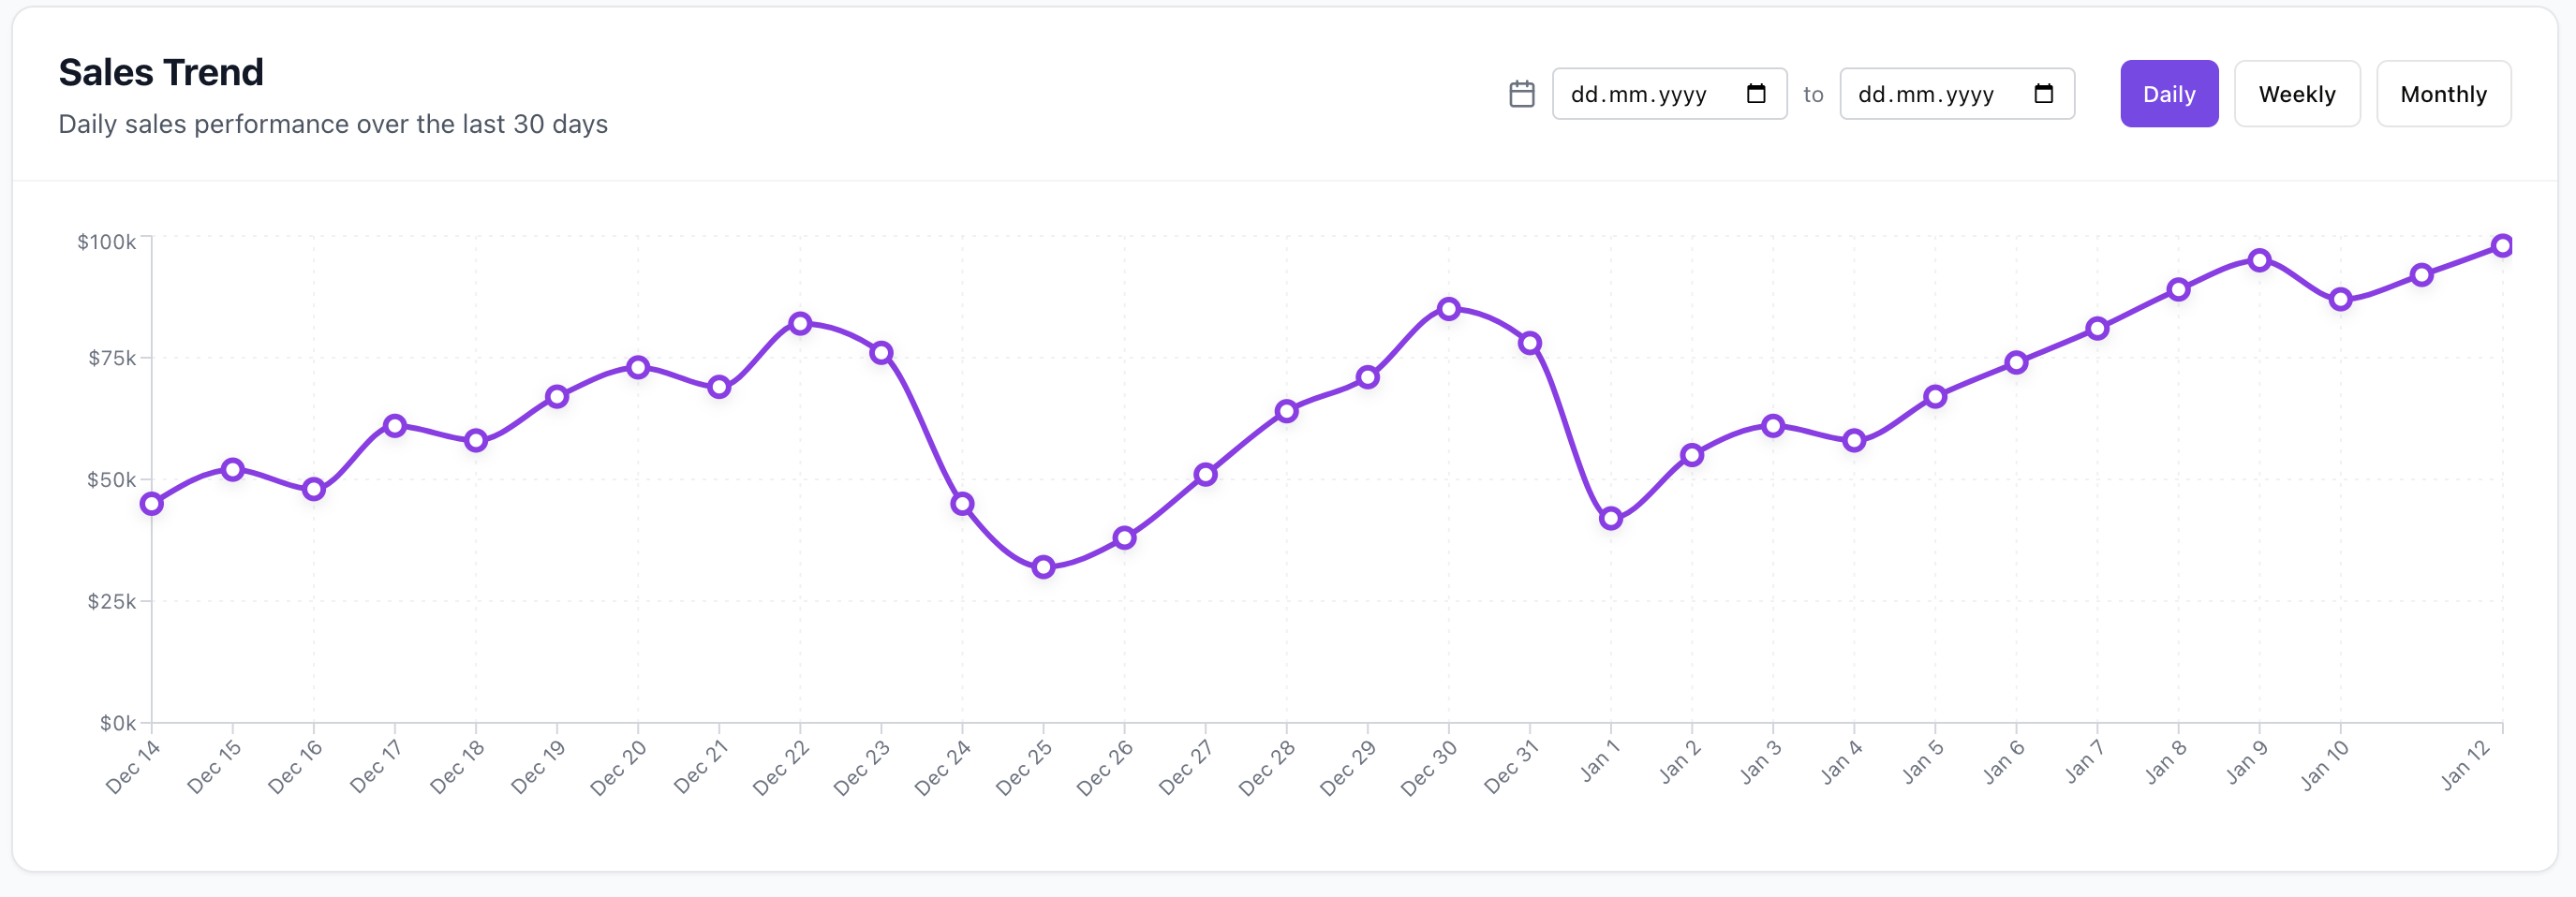 Sales Trend
Daily sales performance over the last 30 days
dd.mm.yyyy to dd.mm.yyyy Daily Weekly Monthly
$100k
$75k
$50k
$25k
$0k
Dec 14 Dec 15 Dec 16 Dec 17 Dec 18 Dec 19 Dec 20 Dec 21 Dec 22 Dec 23 Dec 24 Dec 25 Dec 26 Dec 27 Dec 28 Dec 29 Dec 30 Dec 31 Jan 1 Jan 2 Jan 3 Jan 4 Jan 5 Jan 6 Jan 7 Jan 8 Jan 9 Jan 10 Jan 12